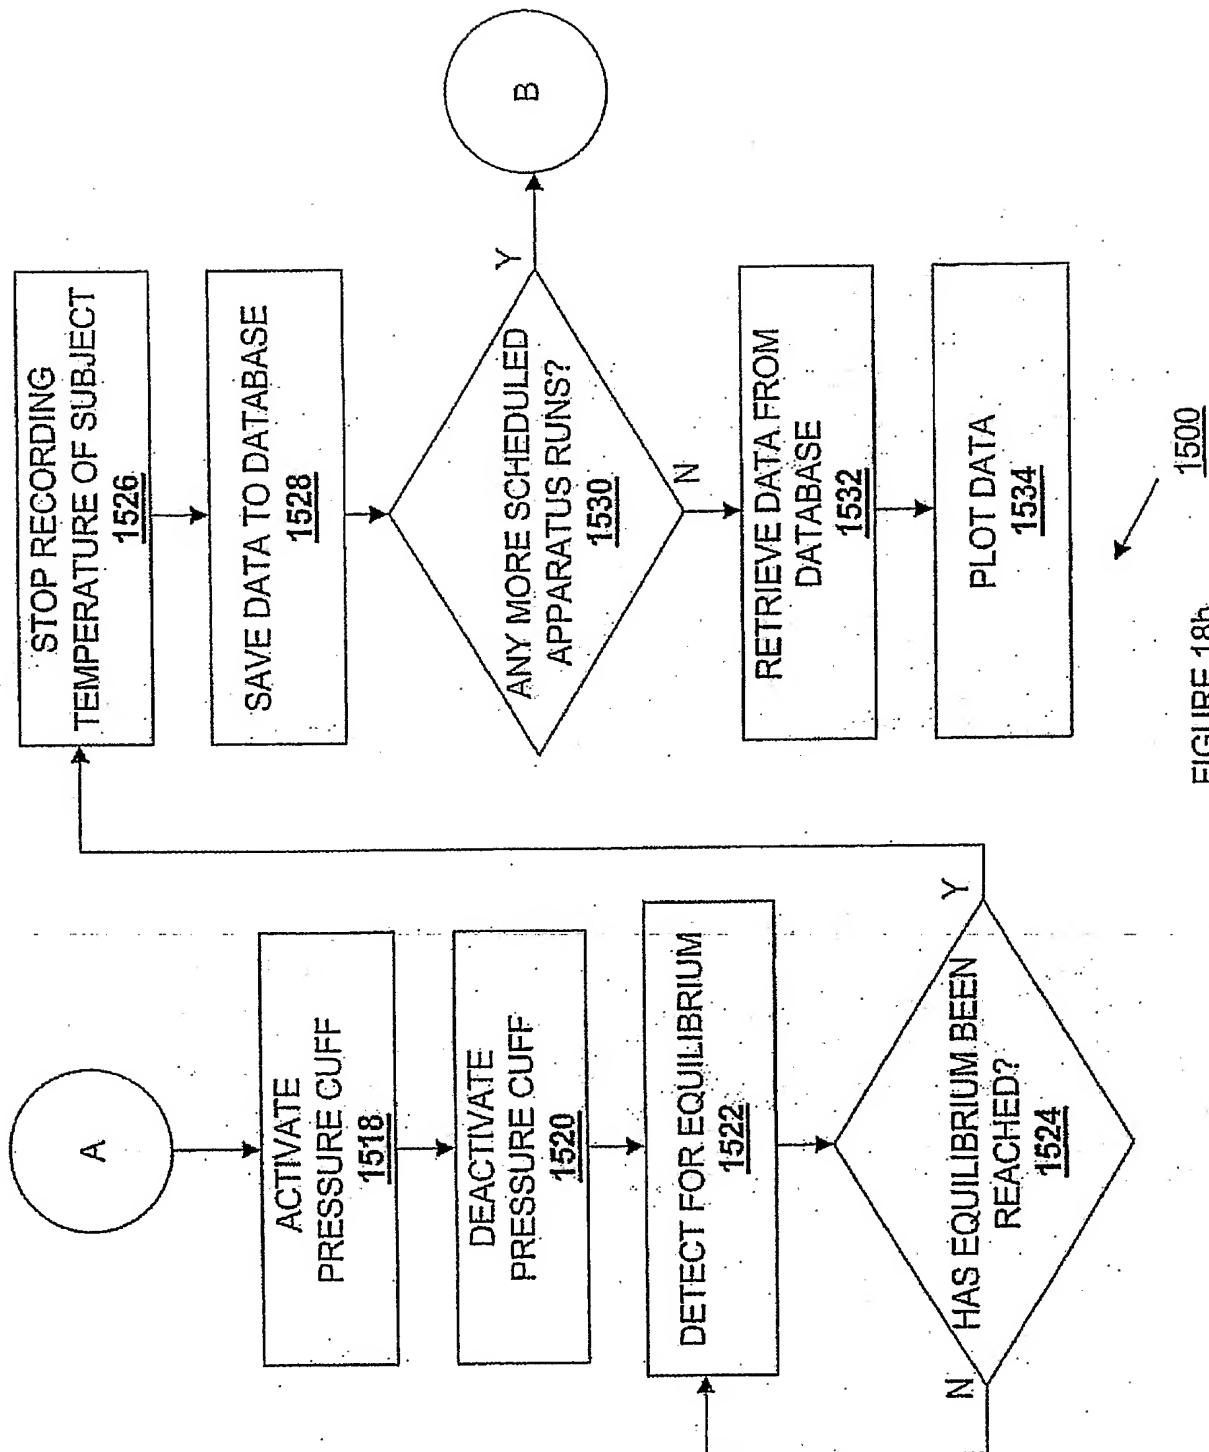 A
ACTIVATE
PRESSURE CUFF
1518
DEACTIVATE
PRESSURE CUFF
1520
DETECT FOR EQUILIBRIUM
1522
HAS EQUILIBRIUM BEEN
REACHED?
1524
N
Y
STOP RECORDING
TEMPERATURE OF SUBJECT
1526
SAVE DATA TO DATABASE
1528
ANY MORE SCHEDULED
APPARATUS RUNS?
1530
Y
B
N
RETRIEVE DATA FROM
DATABASE
1532
PLOT DATA
1534
1500
FIGURE 18b